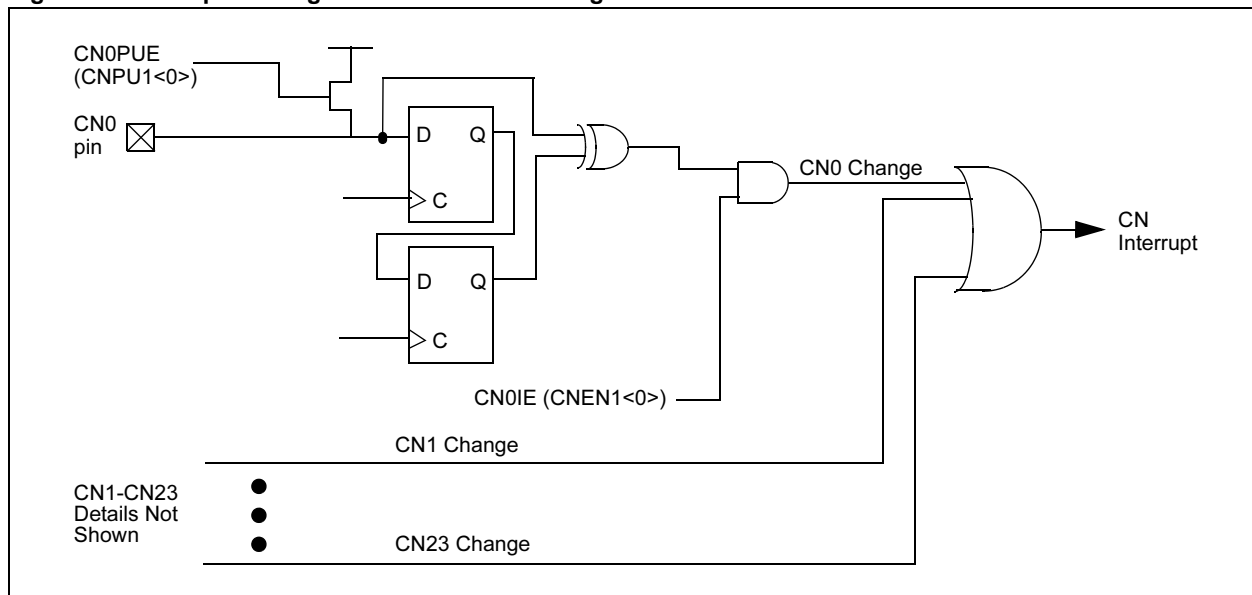 CN0PUE
(CNPU1<0>)
CN0
pin
D Q
C
D Q
C
CN0 Change
CN
Interrupt
CN0IE (CNEN1<0>)
CN1 Change
CN1-CN23
Details Not
Shown
CN23 Change